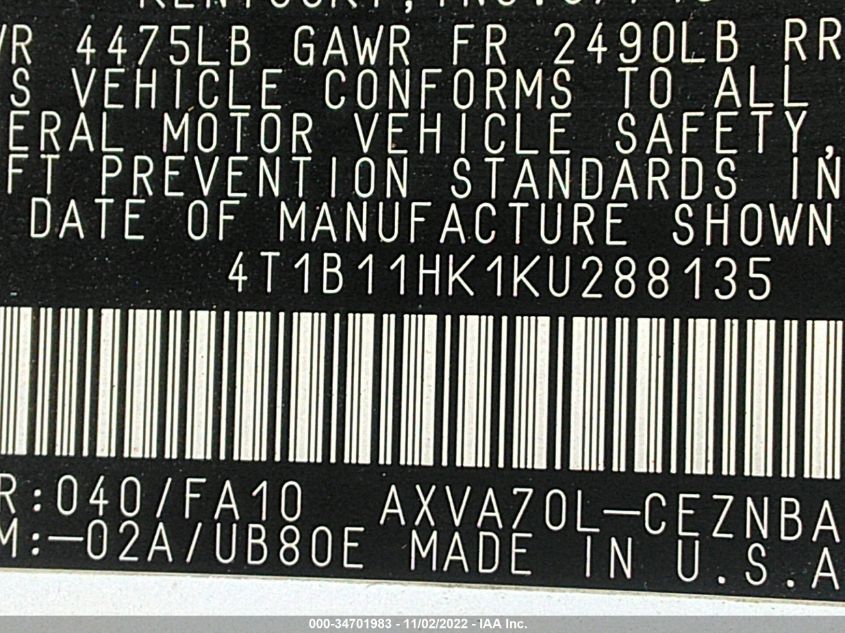 VR 4475LB GAWR FR 2490LB RR
S VEHICLE CONFORMS TO ALL
ERAL MOTOR VEHICLE SAFETY,
FT PREVENTION STANDARDS IN
DATE OF MANUFACTURE SHOWN
4T1B11HK1KU288135
R:040/FA10 AXVA70L-CEZNBA
M:-02A/UB80E MADE IN U.S.A
000-34701983 - 11/02/2022 - IAA Inc.